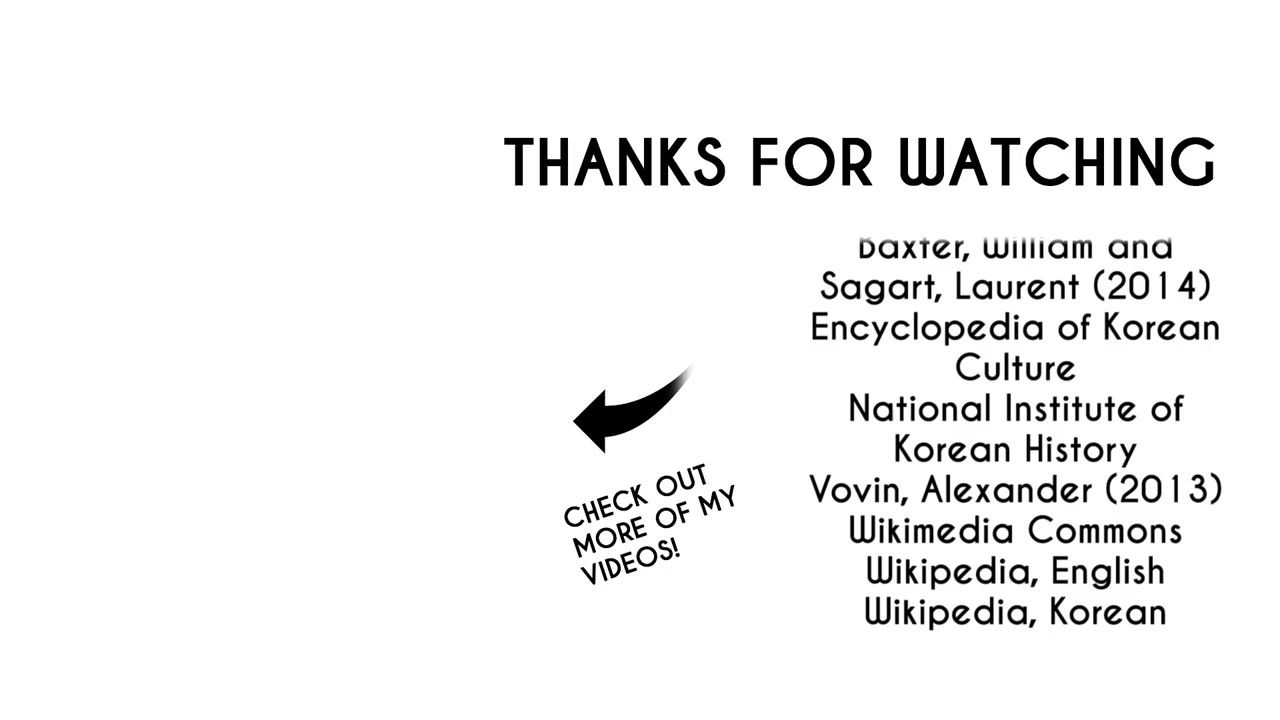 THANKS FOR WATCHING
Baxter, William and
Sagart, Laurent (2014)
Encyclopedia of Korean
Culture
National Institute of
Korean History
Vovin, Alexander (2013)
Wikimedia Commons
Wikipedia, English
Wikipedia, Korean
CHECK OUT
MORE OF MY
VIDEOS!